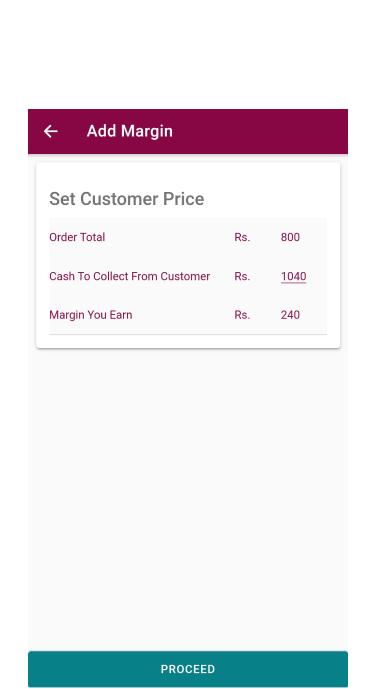 Add Margin
Set Customer Price
Order Total Rs. 800
Cash To Collect From Customer Rs. 1040
Margin You Earn Rs. 240
PROCEED